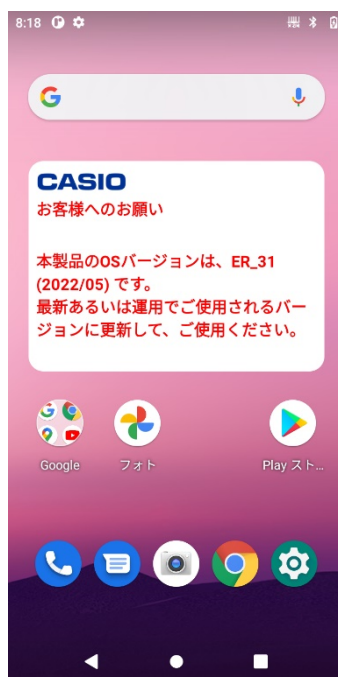 8:18
CASIO
お客様へのお願い
本製品のOSバージョンは、ER_31
(2022/05) です。
最新あるいは運用でご使用されるバー
ジョンに更新して、ご使用ください。
Google
フォト
Play スト…